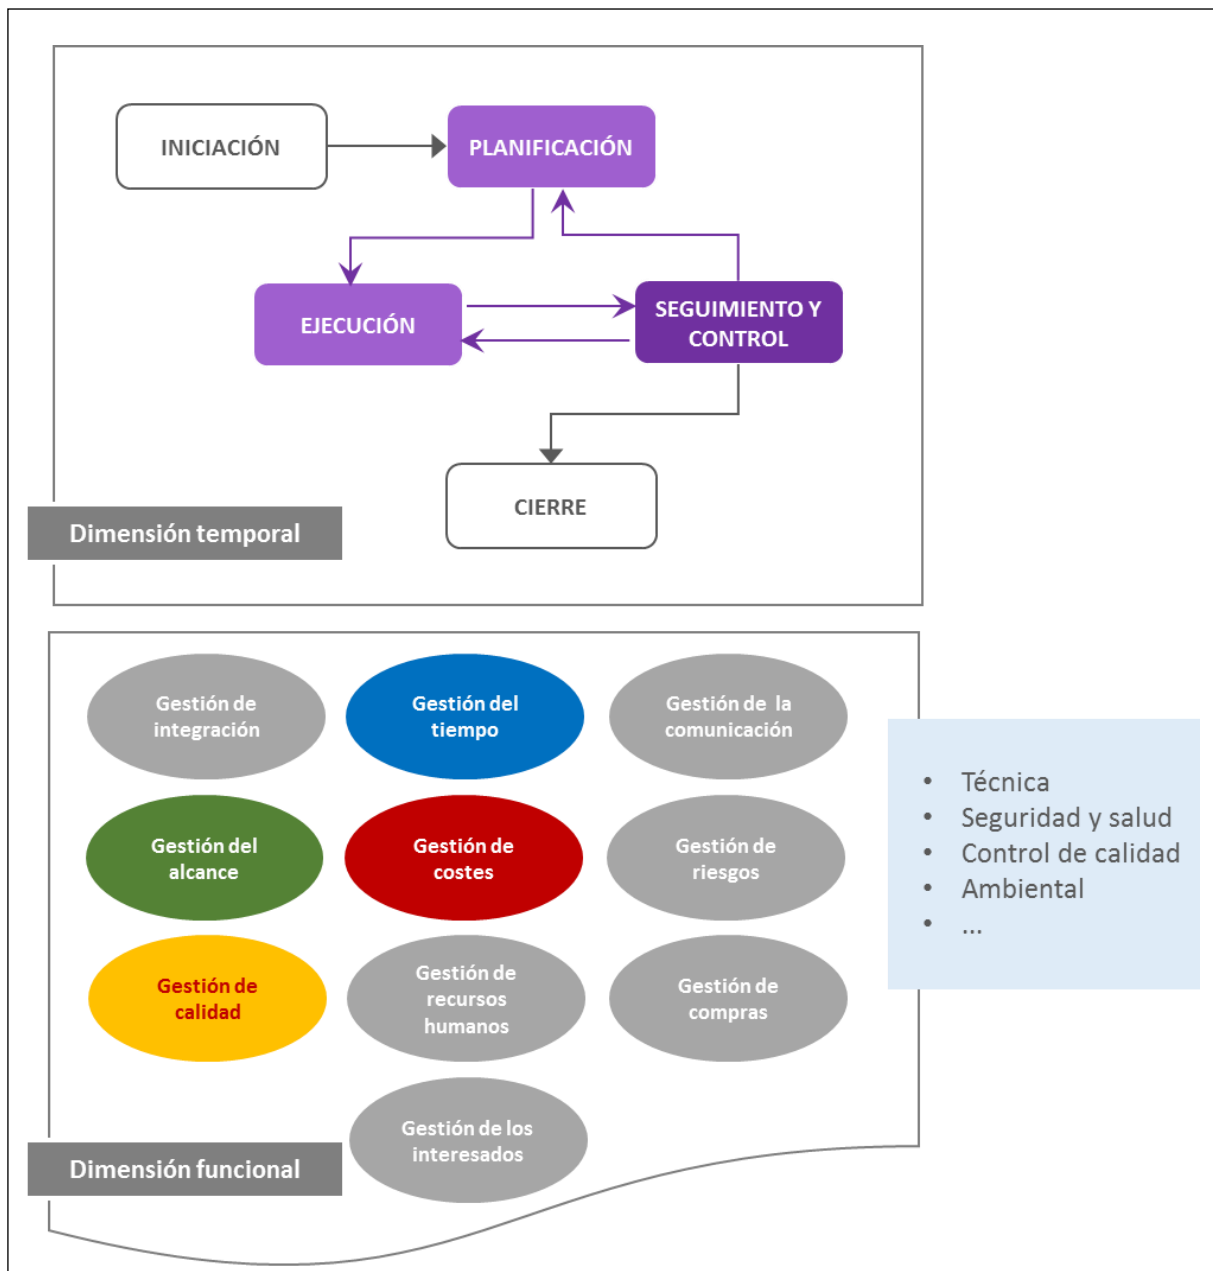 INICIACIÓN
PLANIFICACIÓN
EJECUCIÓN
SEGUIMIENTO Y
CONTROL
CIERRE
Dimensión temporal
Gestión de
integración
Gestión del
tiempo
Gestión de la
comunicación
Gestión del
alcance
Gestión de
costes
Gestión de
riesgos
Gestión de
calidad
Gestión de
recursos
humanos
Gestión de
compras
Gestión de los
interesados
Dimensión funcional
• Técnica
• Seguridad y salud
• Control de calidad
• Ambiental
• ...